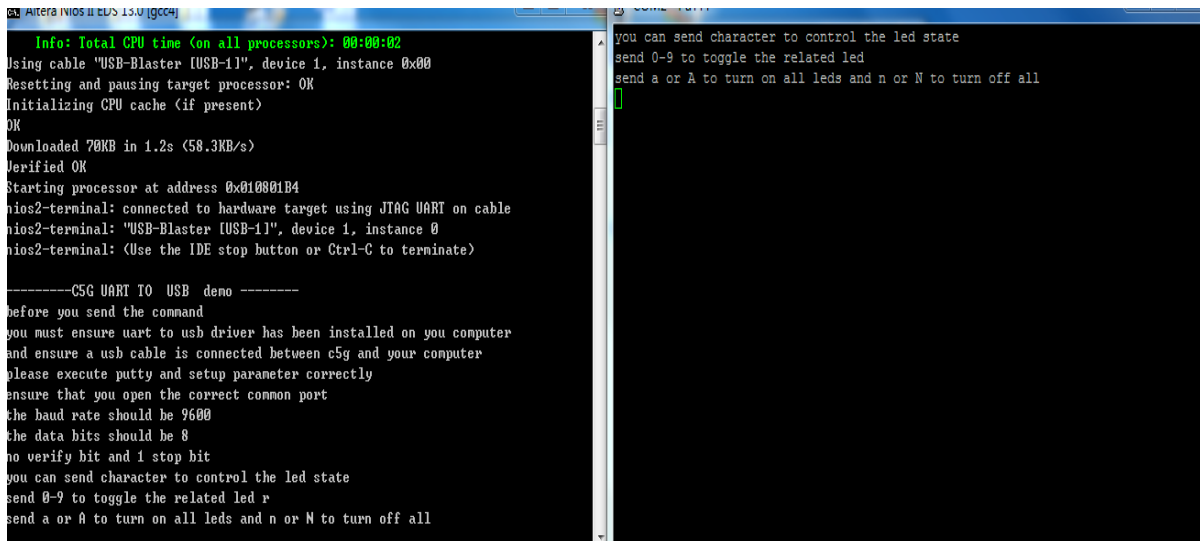 Altera Nios II EDS 13.0 [gcc4]
Info: Total CPU time (on all processors): 00:00:02
Using cable "USB-Blaster [USB-1]", device 1, instance 0x00
Resetting and pausing target processor: OK
Initializing CPU cache (if present)
OK
Downloaded 70KB in 1.2s (58.3KB/s)
Verified OK
Starting processor at address 0x010801B4
nios2-terminal: connected to hardware target using JTAG UART on cable
nios2-terminal: "USB-Blaster [USB-1]", device 1, instance 0
nios2-terminal: (Use the IDE stop button or Ctrl-C to terminate)
---------C5G UART TO  USB  demo --------
before you send the command
you must ensure uart to usb driver has been installed on you computer
and ensure a usb cable is connected between c5g and your computer
please execute putty and setup parameter correctly
ensure that you open the correct common port
the baud rate should be 9600
the data bits should be 8
no verify bit and 1 stop bit
you can send character to control the led state
send 0-9 to toggle the related led r
send a or A to turn on all leds and n or N to turn off all
COM2 - PuTTY
you can send character to control the led state
send 0-9 to toggle the related led
send a or A to turn on all leds and n or N to turn off all